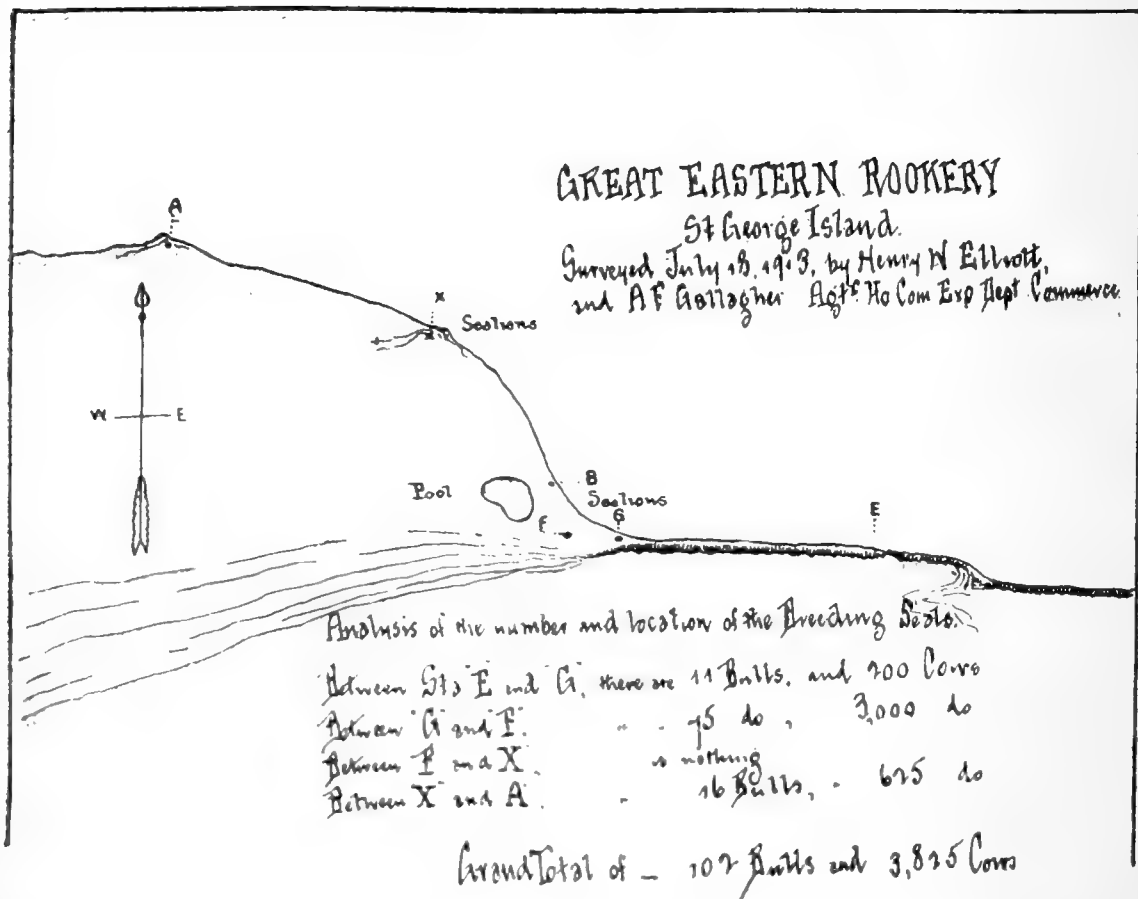 GREAT EASTERN ROOKERY
St George Island.
Surveyed July 18, 1913, by Henry W Elliott,
and A F Gallagher Agts. Ho Com Exp Dept Commerce.
A
X
Sealions
W E
Pool
B
Sealions
G
F
E
Analysis of the number and location of the Breeding Seals.
Between Sta "E" and "G", there are 11 Bulls, and 200 Cows
Between "G" and "F". " " 75 do , 3,000 do
Between F and X. is nothing
Between "X" and A. " 16 Bulls, " 625 do
Grand Total of – 102 Bulls and 3,825 Cows